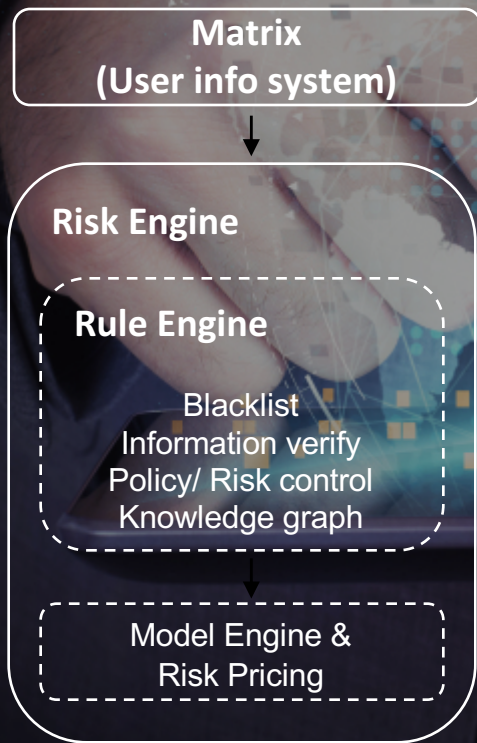 Matrix
(User info system)
Risk Engine
Rule Engine
Blacklist
Information verify
Policy/ Risk control
Knowledge graph
Model Engine &
Risk Pricing